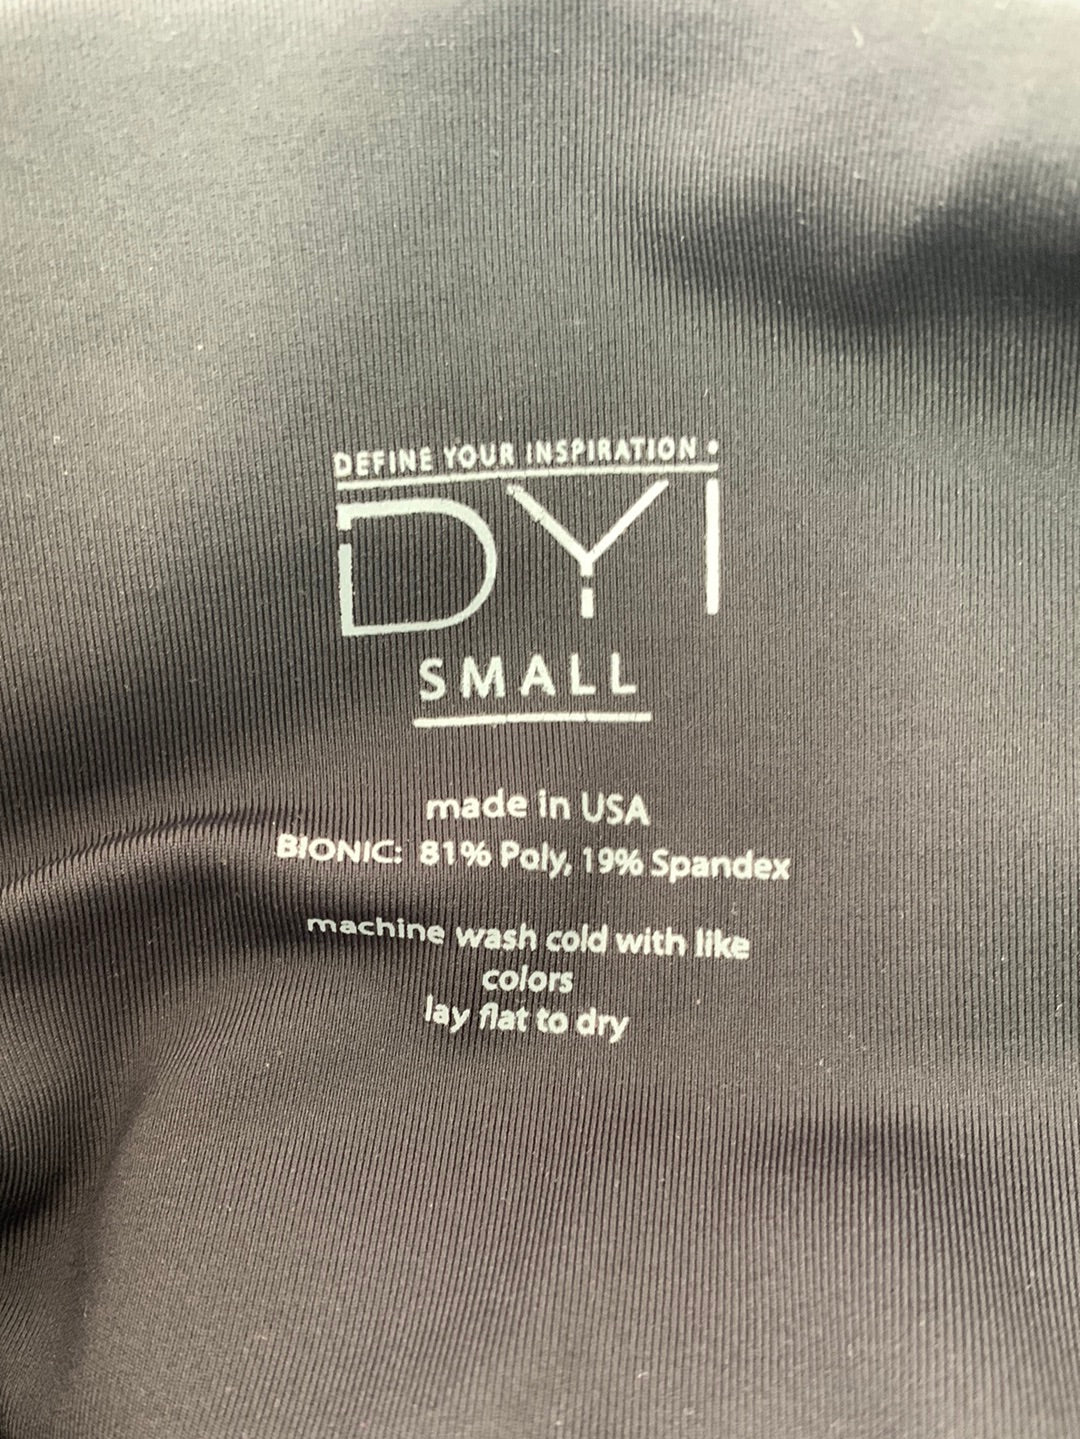 DEFINE YOUR INSPIRATION •
DYI
SMALL
made in USA
BIONIC: 81% Poly, 19% Spandex
machine wash cold with like
colors
lay flat to dry